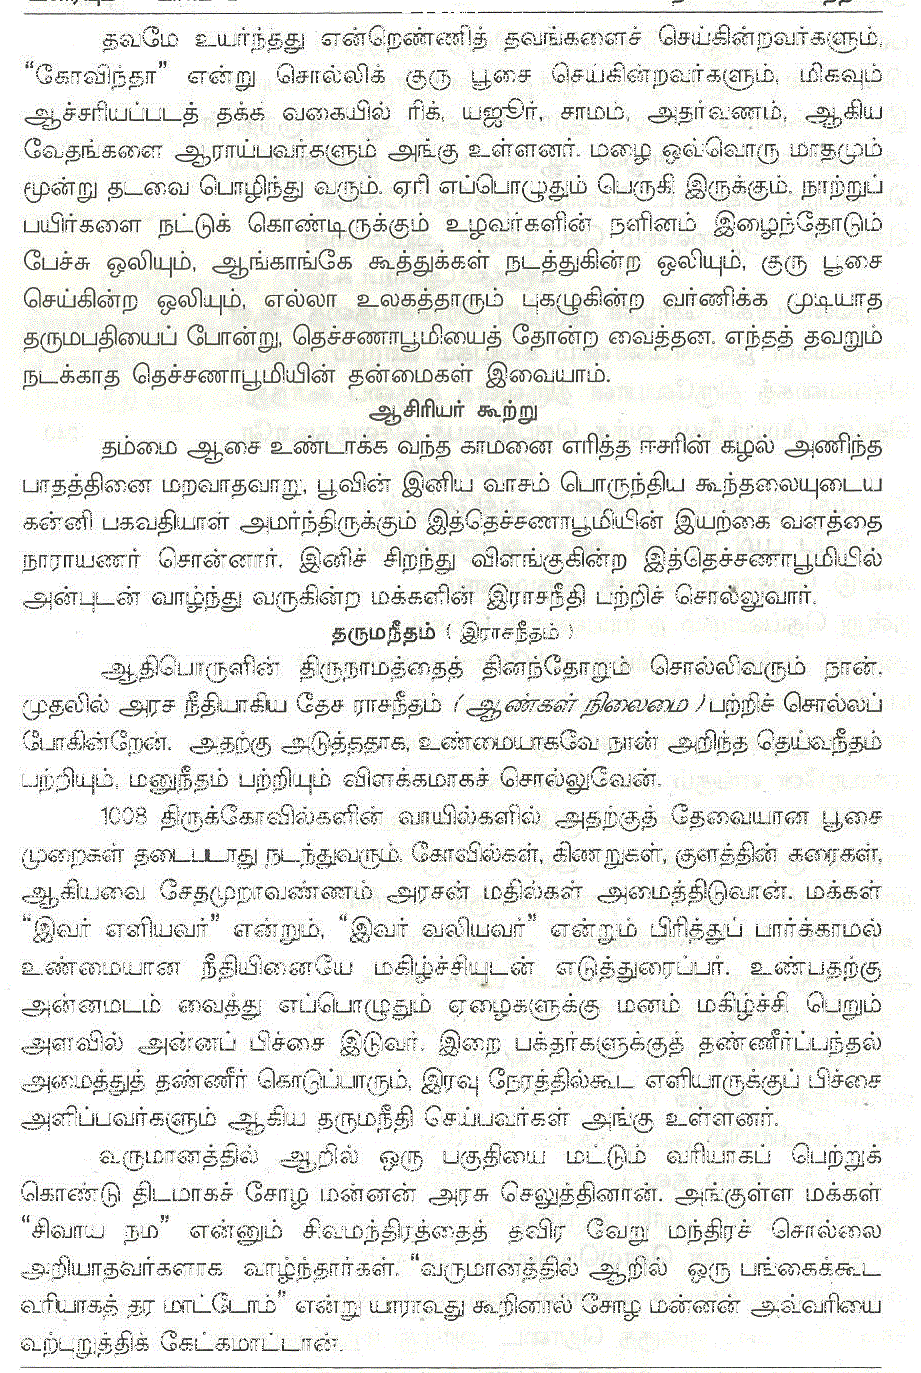 தவமே உயர்ந்தது என்றெண்ணித் தவங்களைச் செய்கின்றவர்களும்,
“கோவிந்தா” என்று சொல்லிக் குரு பூசை செய்கின்றவர்களும், மிகவும்
ஆச்சரியப்படத் தக்க வகையில் ரிக், யஜூர், சாமம், அதர்வணம், ஆகிய
வேதங்களை ஆராய்பவர்களும் அங்கு உள்ளனர். மழை ஒவ்வொரு மாதமும்
மூன்று தடவை பொழிந்து வரும். ஏரி எப்பொழுதும் பெருகி இருக்கும். நாற்றுப்
பயிர்களை நட்டுக் கொண்டிருக்கும் உழவர்களின் நளினம் இழைந்தோடும்
பேச்சு ஒலியும், ஆங்காங்கே கூத்துக்கள் நடத்துகின்ற ஒலியும், குரு பூசை
செய்கின்ற ஒலியும், எல்லா உலகத்தாரும் புகழுகின்ற வர்ணிக்க முடியாத
தருமபதியைப் போன்று, தெச்சணாபூமியைத் தோன்ற வைத்தன. எந்தத் தவறும்
நடக்காத தெச்சணாபூமியின் தன்மைகள் இவையாம்.
ஆசிரியர் கூற்று
தம்மை ஆசை உண்டாக்க வந்த காமனை எரித்த ஈசரின் கழல் அணிந்த
பாதத்தினை மறவாதவாறு, பூவின் இனிய வாசம் பொருந்திய கூந்தலையுடைய
கன்னி பகவதியாள் அமர்ந்திருக்கும் இத்தெச்சணாபூமியின் இயற்கை வளத்தை
நாராயணர் சொன்னார். இனிச் சிறந்து விளங்குகின்ற இத்தெச்சணாபூமியில்
அன்புடன் வாழ்ந்து வருகின்ற மக்களின் இராசநீதி பற்றிச் சொல்லுவார்.
தருமநீதம் ( இராசநீதம் )
ஆதிபொருளின் திருநாமத்தைத் தினந்தோறும் சொல்லிவரும் நான்.
முதலில் அரச நீதியாகிய தேச ராசநீதம் ( ஆண்கள் நிலைமை ) பற்றிச் சொல்லப்
போகின்றேன். அதற்கு அடுத்ததாக, உண்மையாகவே நான் அறிந்த தெய்வநீதம்
பற்றியும், மனுநீதம் பற்றியும் விளக்கமாகச் சொல்லுவேன்.
1008 திருக்கோவில்களின் வாயில்களில் அதற்குத் தேவையான பூசை
முறைகள் தடைபடாது நடந்துவரும். கோவில்கள், கிணறுகள், குளத்தின் கரைகள்,
ஆகியவை சேதமுறாவண்ணம் அரசன் மதில்கள் அமைத்திடுவான். மக்கள்
“இவர் எளியவர்” என்றும், “இவர் வலியவர்” என்றும் பிரித்துப் பார்க்காமல்
உண்மையான நீதியினையே மகிழ்ச்சியுடன் எடுத்துரைப்பர். உண்பதற்கு
அன்னமடம் வைத்து எப்பொழுதும் ஏழைகளுக்கு மனம் மகிழ்ச்சி பெறும்
அளவில் அன்னப் பிச்சை இடுவர். இறை பக்தர்களுக்குத் தண்ணீர்ப்பந்தல்
அமைத்துத் தண்ணீர் கொடுப்பாரும், இரவு நேரத்தில்கூட எளியாருக்குப் பிச்சை
அளிப்பவர்களும் ஆகிய தருமநீதி செய்பவர்கள் அங்கு உள்ளனர்.
வருமானத்தில் ஆறில் ஒரு பகுதியை மட்டும் வரியாகப் பெற்றுக்
கொண்டு திடமாகச் சோழ மன்னன் அரசு செலுத்தினான். அங்குள்ள மக்கள்
“சிவாய நம” என்னும் சிவமந்திரத்தைத் தவிர வேறு மந்திரச் சொல்லை
அறியாதவர்களாக வாழ்ந்தார்கள். “வருமானத்தில் ஆறில் ஒரு பங்கைக்கூட
வரியாகத் தர மாட்டோம்” என்று யாராவது கூறினால் சோழ மன்னன் அவ்வரியை
வற்புறுத்திக் கேட்கமாட்டான்.